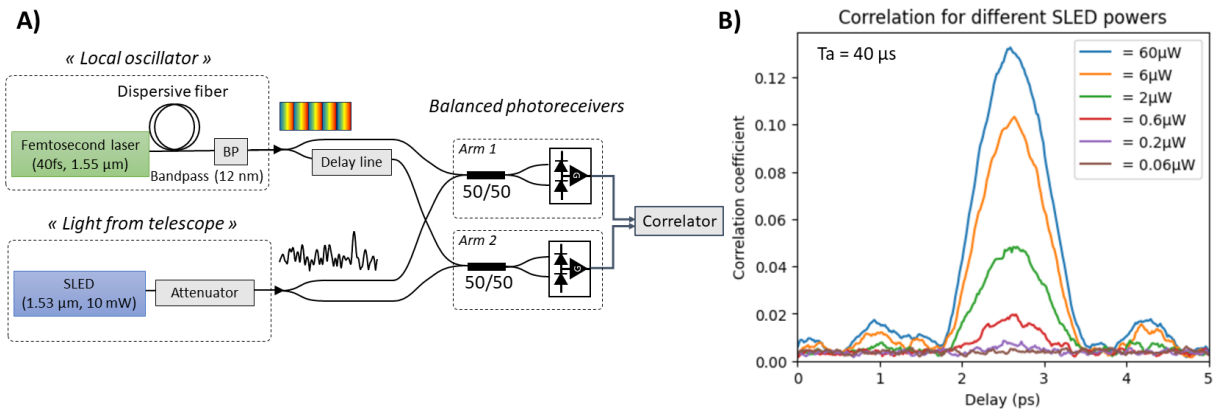 A)
« Local oscillator »
Dispersive fiber
Femtosecond laser
(40fs, 1.55 µm)
BP
Bandpass (12 nm)
Delay line
Balanced photoreceivers
Arm 1
50/50
G
Arm 2
50/50
G
Correlator
« Light from telescope »
SLED
(1.53 µm, 10 mW)
Attenuator
B)
Correlation for different SLED powers
Ta = 40 µs
= 60µW
= 6µW
= 2µW
= 0.6µW
= 0.2µW
= 0.06µW
Correlation coefficient
0.12
0.10
0.08
0.06
0.04
0.02
0.00
0
1
2
3
4
5
Delay (ps)